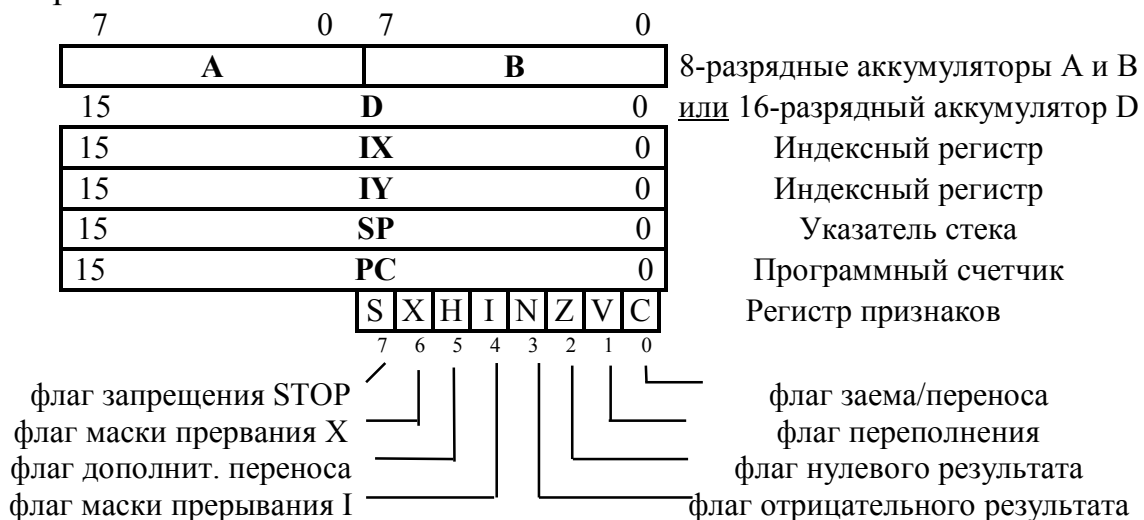 7 0 7 0
A B 8-разрядные аккумуляторы А и В
15 D 0 или 16-разрядный аккумулятор D
15 IX 0 Индексный регистр
15 IY 0 Индексный регистр
15 SP 0 Указатель стека
15 PC 0 Программный счетчик
S X H I N Z V C Регистр признаков
7 6 5 4 3 2 1 0
флаг запрещения STOP флаг заема/переноса
флаг маски прервания X флаг переполнения
флаг дополнит. переноса флаг нулевого результата
флаг маски прерывания I флаг отрицательного результата